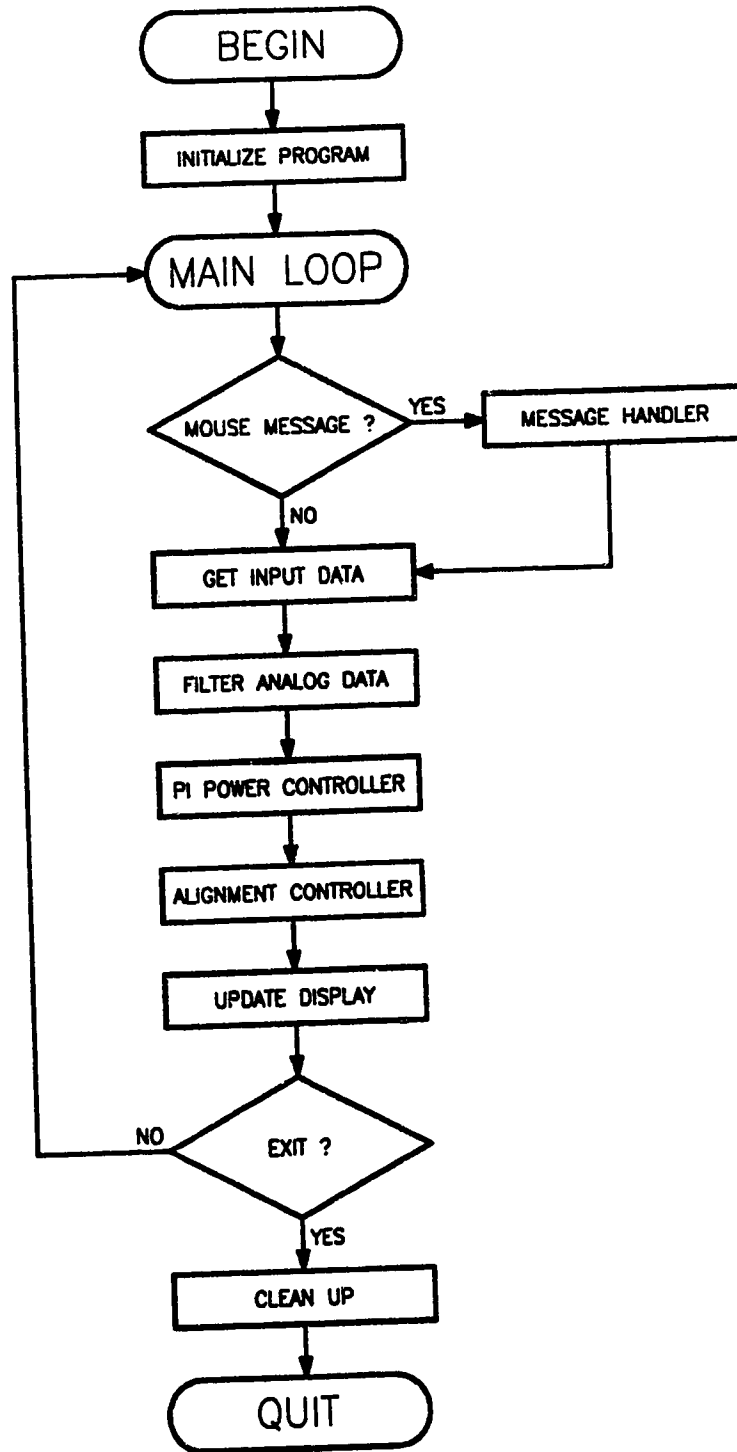 BEGIN
INITIALIZE PROGRAM
MAIN LOOP
MOUSE MESSAGE ?
YES
MESSAGE HANDLER
NO
GET INPUT DATA
FILTER ANALOG DATA
PI POWER CONTROLLER
ALIGNMENT CONTROLLER
UPDATE DISPLAY
NO
EXIT ?
YES
CLEAN UP
QUIT